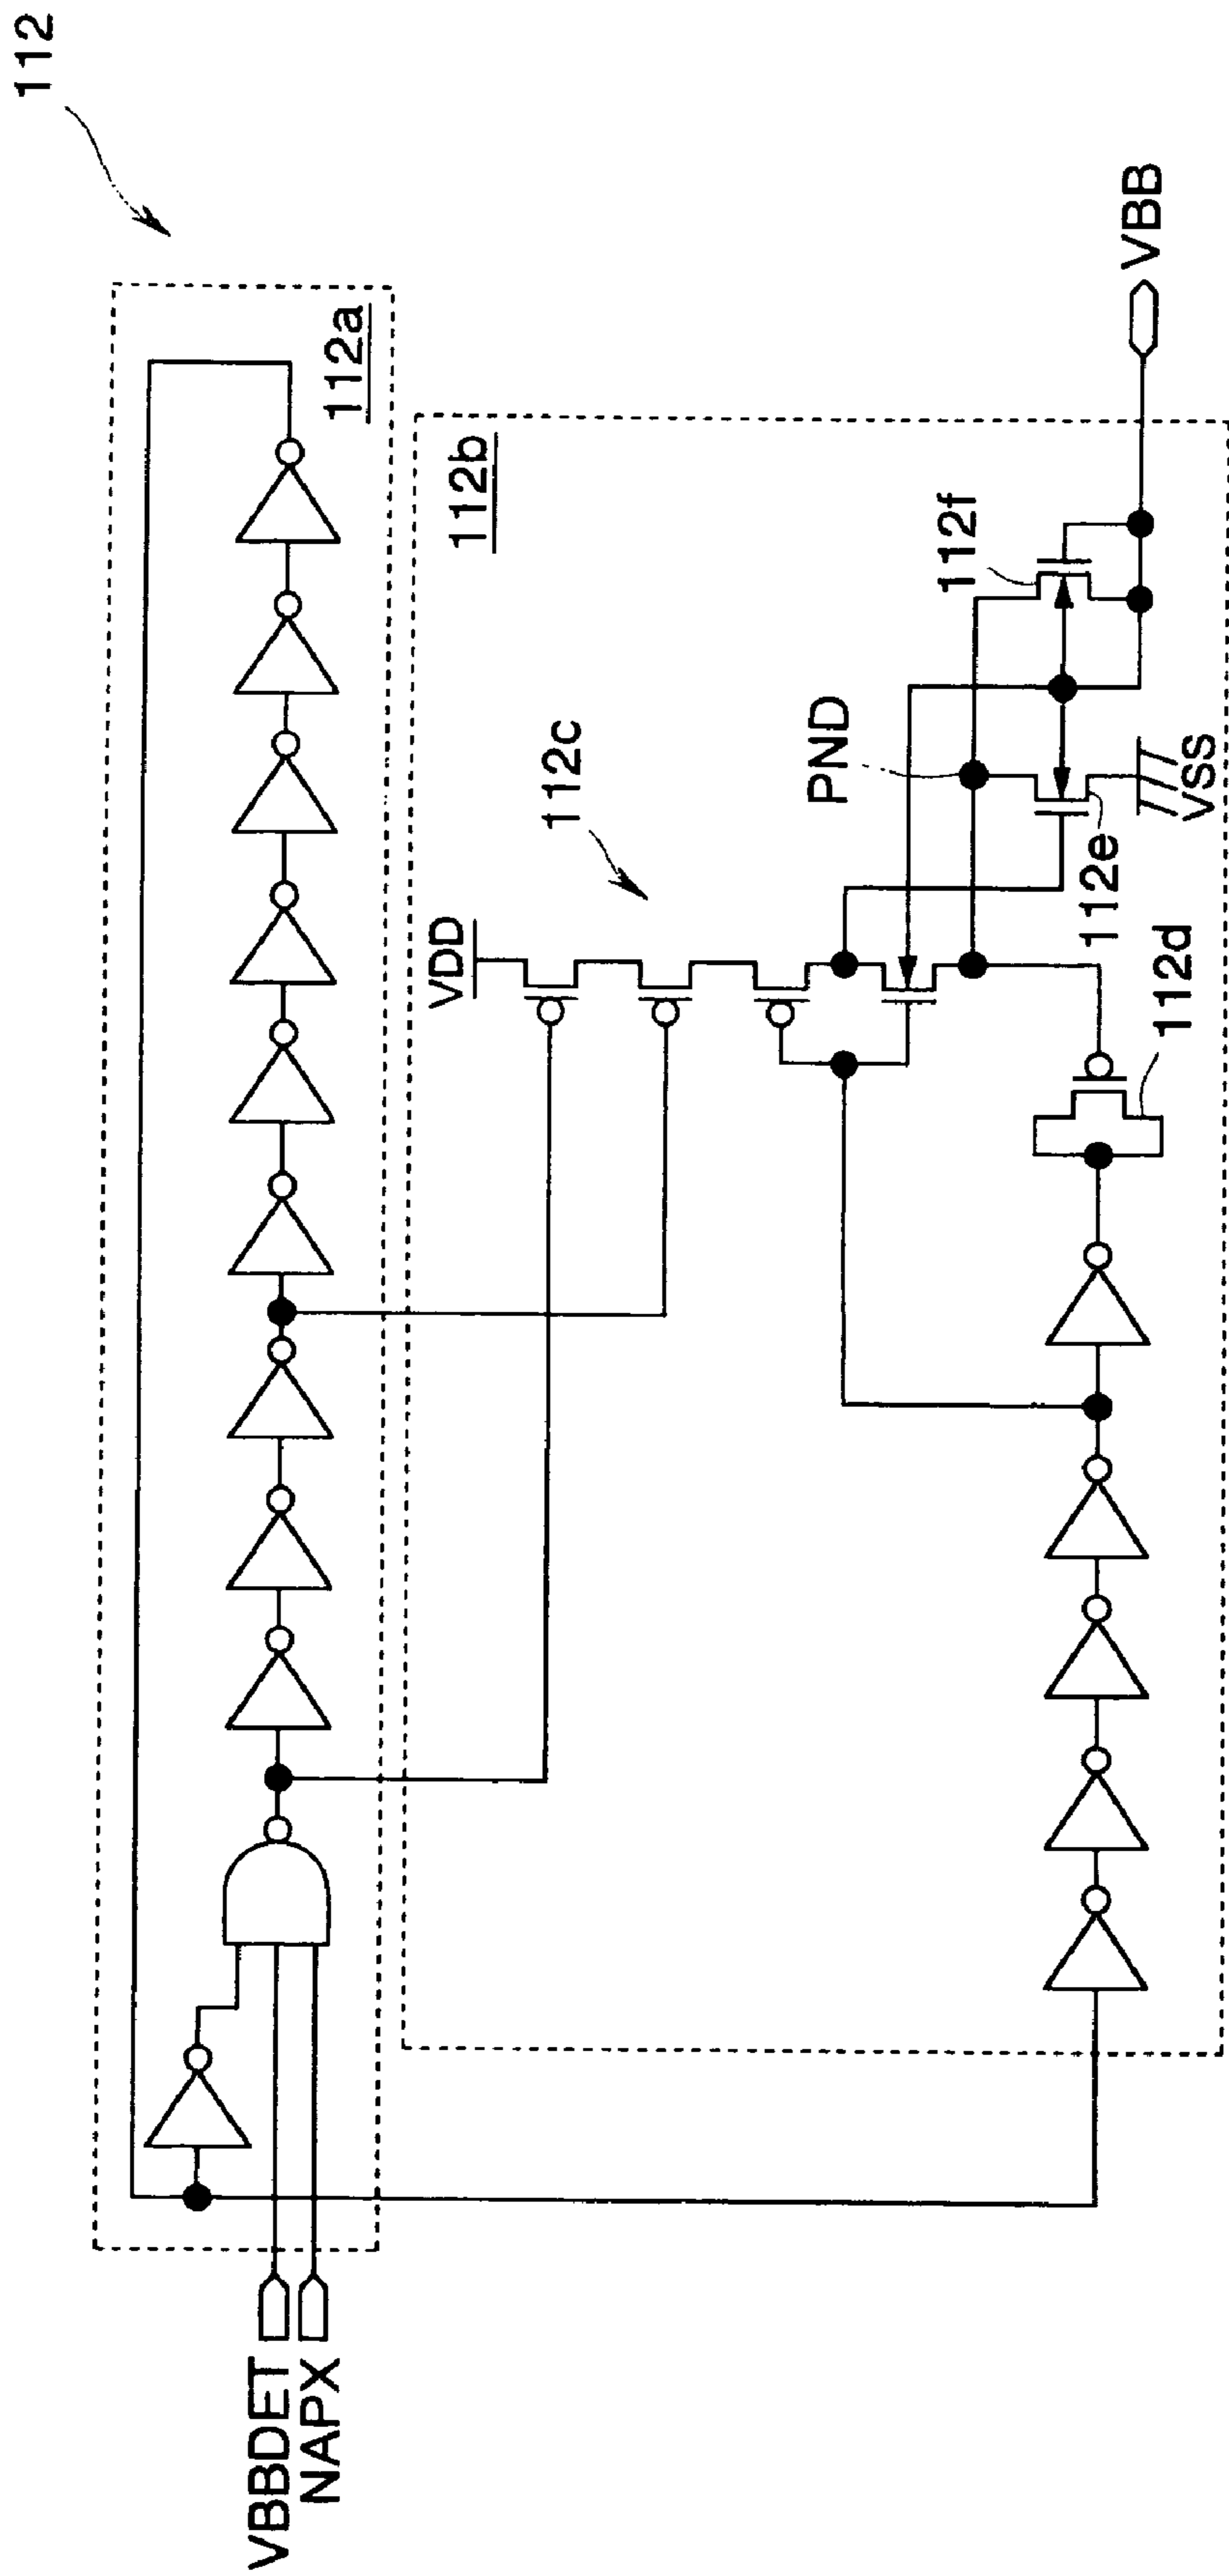 112
112a
112b
112c
VDD
PND
112f
VBB
112e
VSS
112d
VBBDET
NAPX